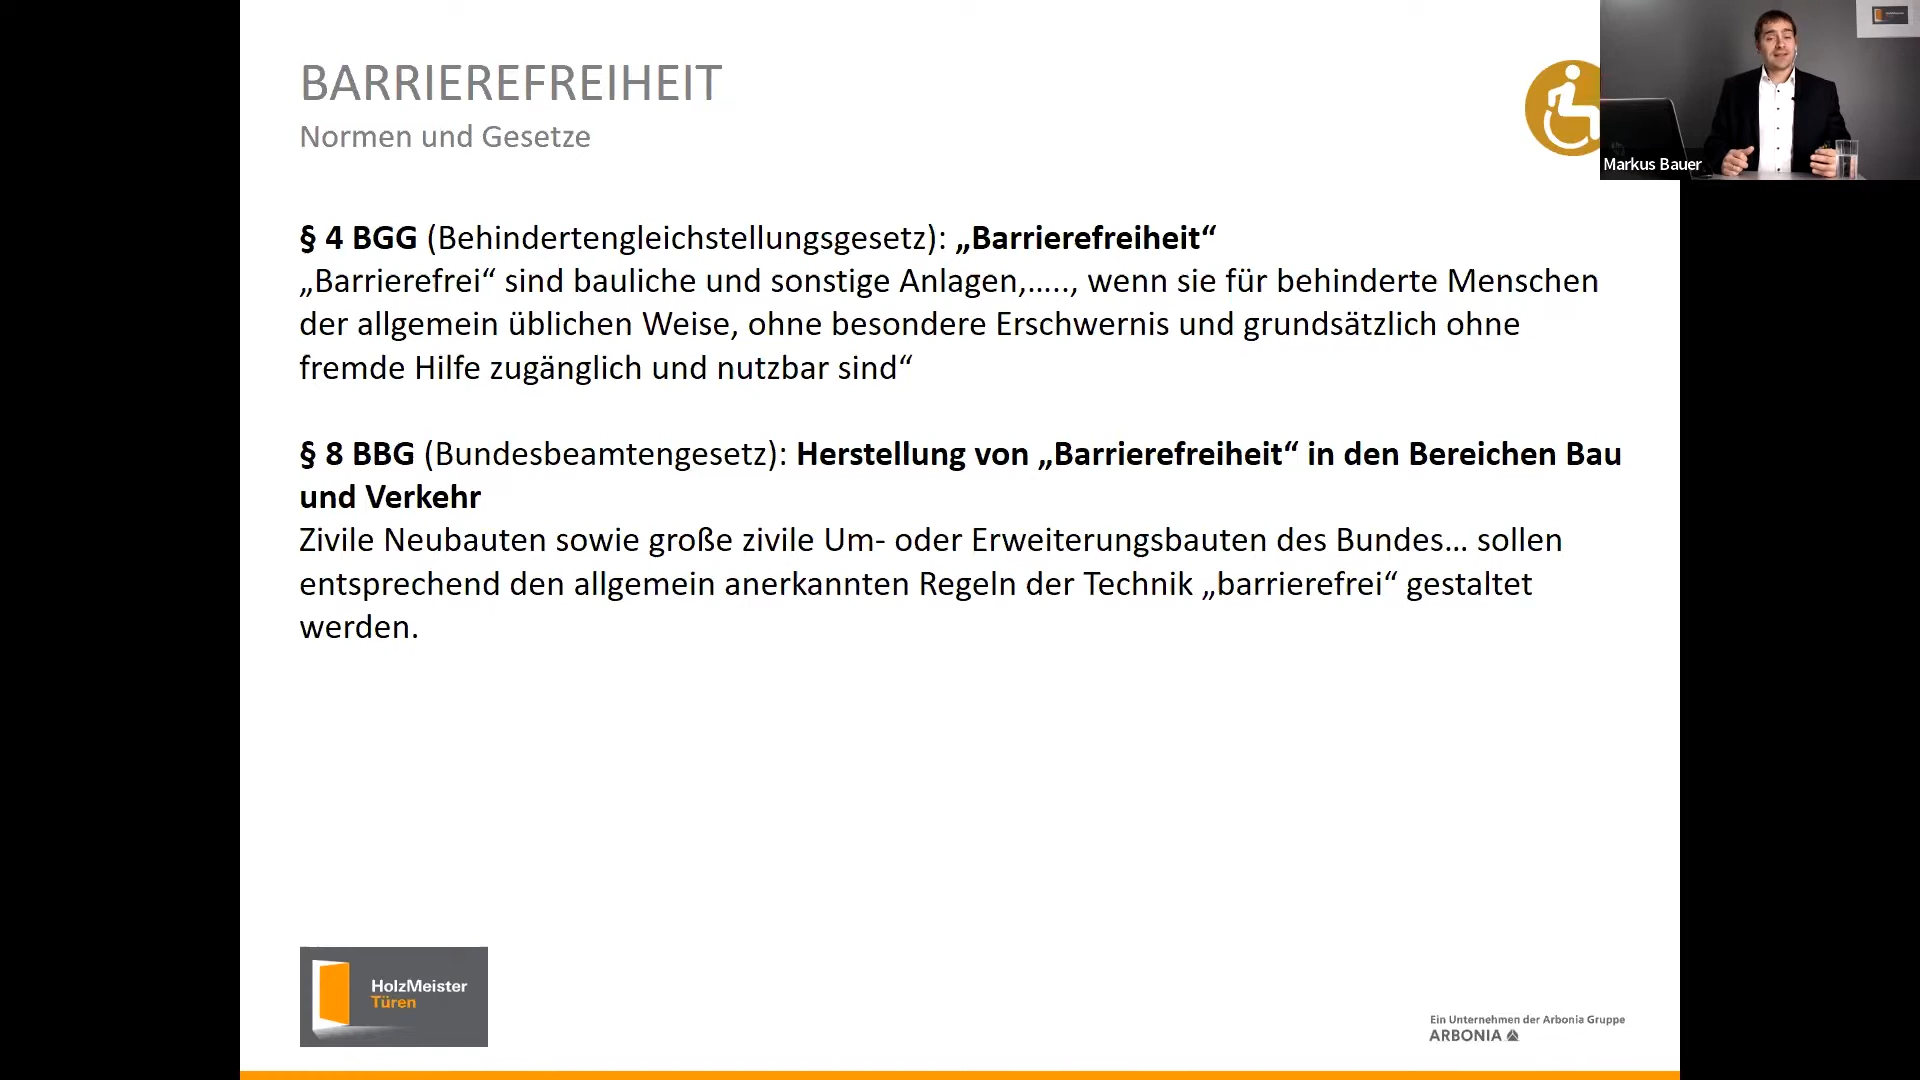 BARRIEREFREIHEIT
Normen und Gesetze
Markus Bauer
§ 4 BGG (Behindertengleichstellungsgesetz): „Barrierefreiheit“
„Barrierefrei“ sind bauliche und sonstige Anlagen,….., wenn sie für behinderte Menschen
der allgemein üblichen Weise, ohne besondere Erschwernis und grundsätzlich ohne
fremde Hilfe zugänglich und nutzbar sind“
§ 8 BBG (Bundesbeamtengesetz): Herstellung von „Barrierefreiheit“ in den Bereichen Bau
und Verkehr
Zivile Neubauten sowie große zivile Um- oder Erweiterungsbauten des Bundes… sollen
entsprechend den allgemein anerkannten Regeln der Technik „barrierefrei“ gestaltet
werden.
HolzMeister
Türen
Ein Unternehmen der Arbonia Gruppe
ARBONIA